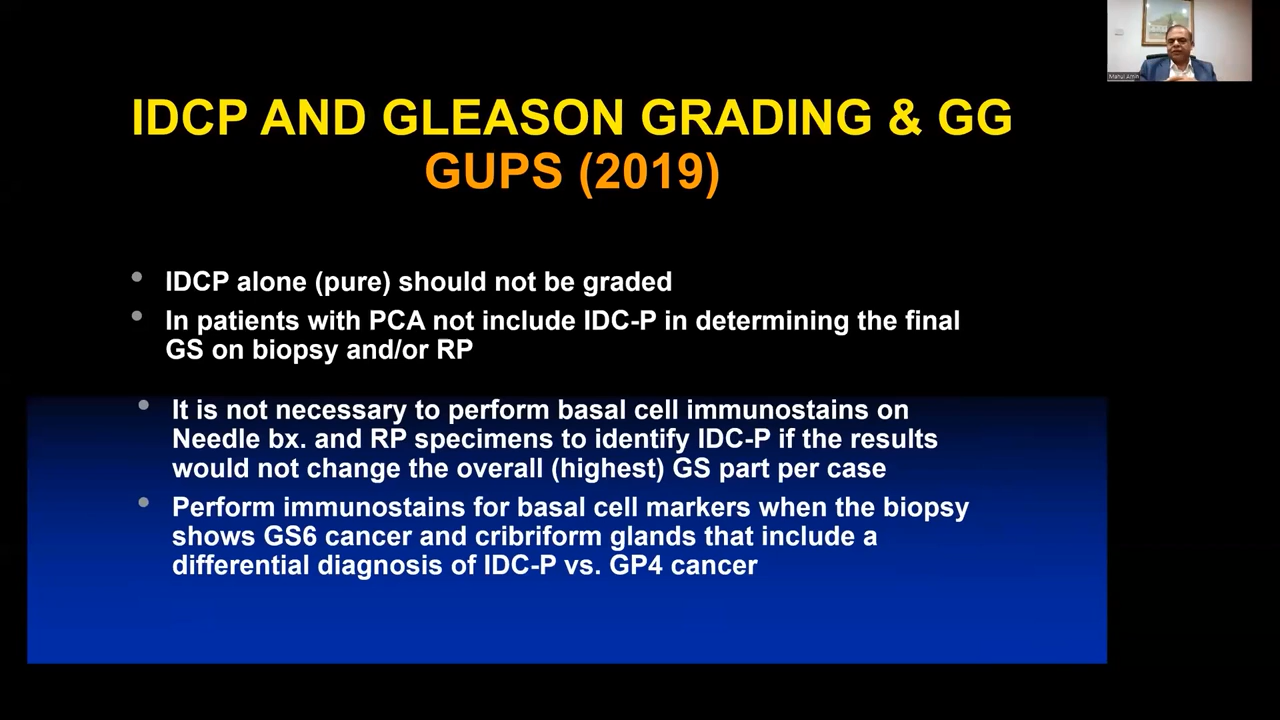 IDCP AND GLEASON GRADING & GG
GUPS (2019)
• IDCP alone (pure) should not be graded
• In patients with PCA not include IDC-P in determining the final
GS on biopsy and/or RP
• It is not necessary to perform basal cell immunostains on
Needle bx. and RP specimens to identify IDC-P if the results
would not change the overall (highest) GS part per case
• Perform immunostains for basal cell markers when the biopsy
shows GS6 cancer and cribriform glands that include a
differential diagnosis of IDC-P vs. GP4 cancer
Mahul Amin